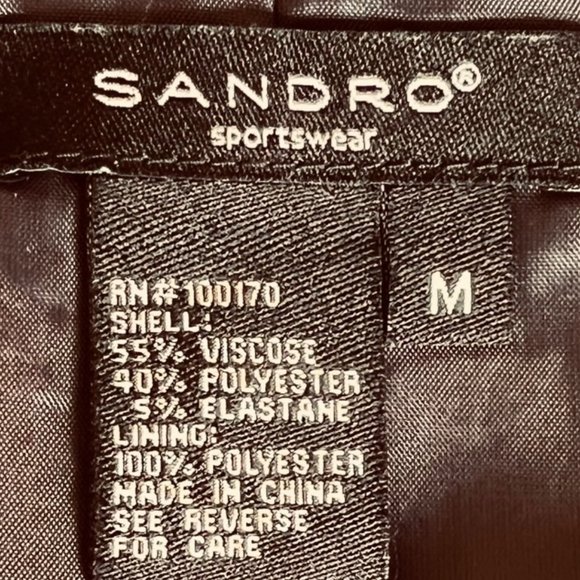 SANDRO®
sportswear
M
RN#100170
SHELL:
55% VISCOSE
40% POLYESTER
5% ELASTANE
LINING:
100% POLYESTER
MADE IN CHINA
SEE REVERSE
FOR CARE